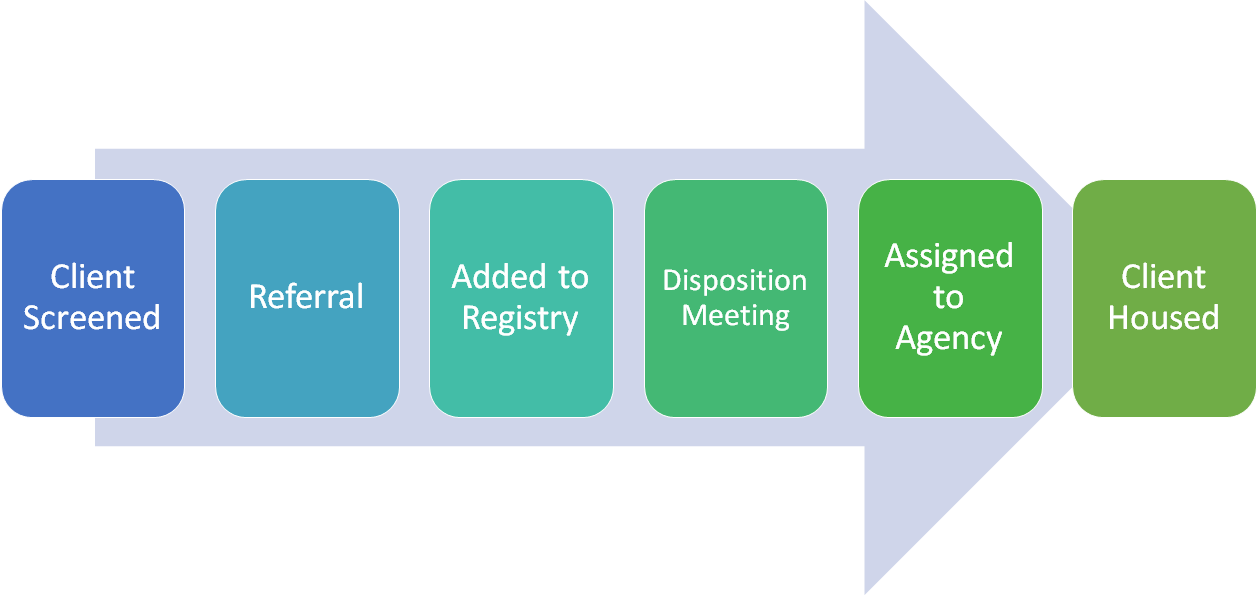 Client
Screened
Referral
Added to
Registry
Disposition
Meeting
Assigned
to
Agency
Client
Housed